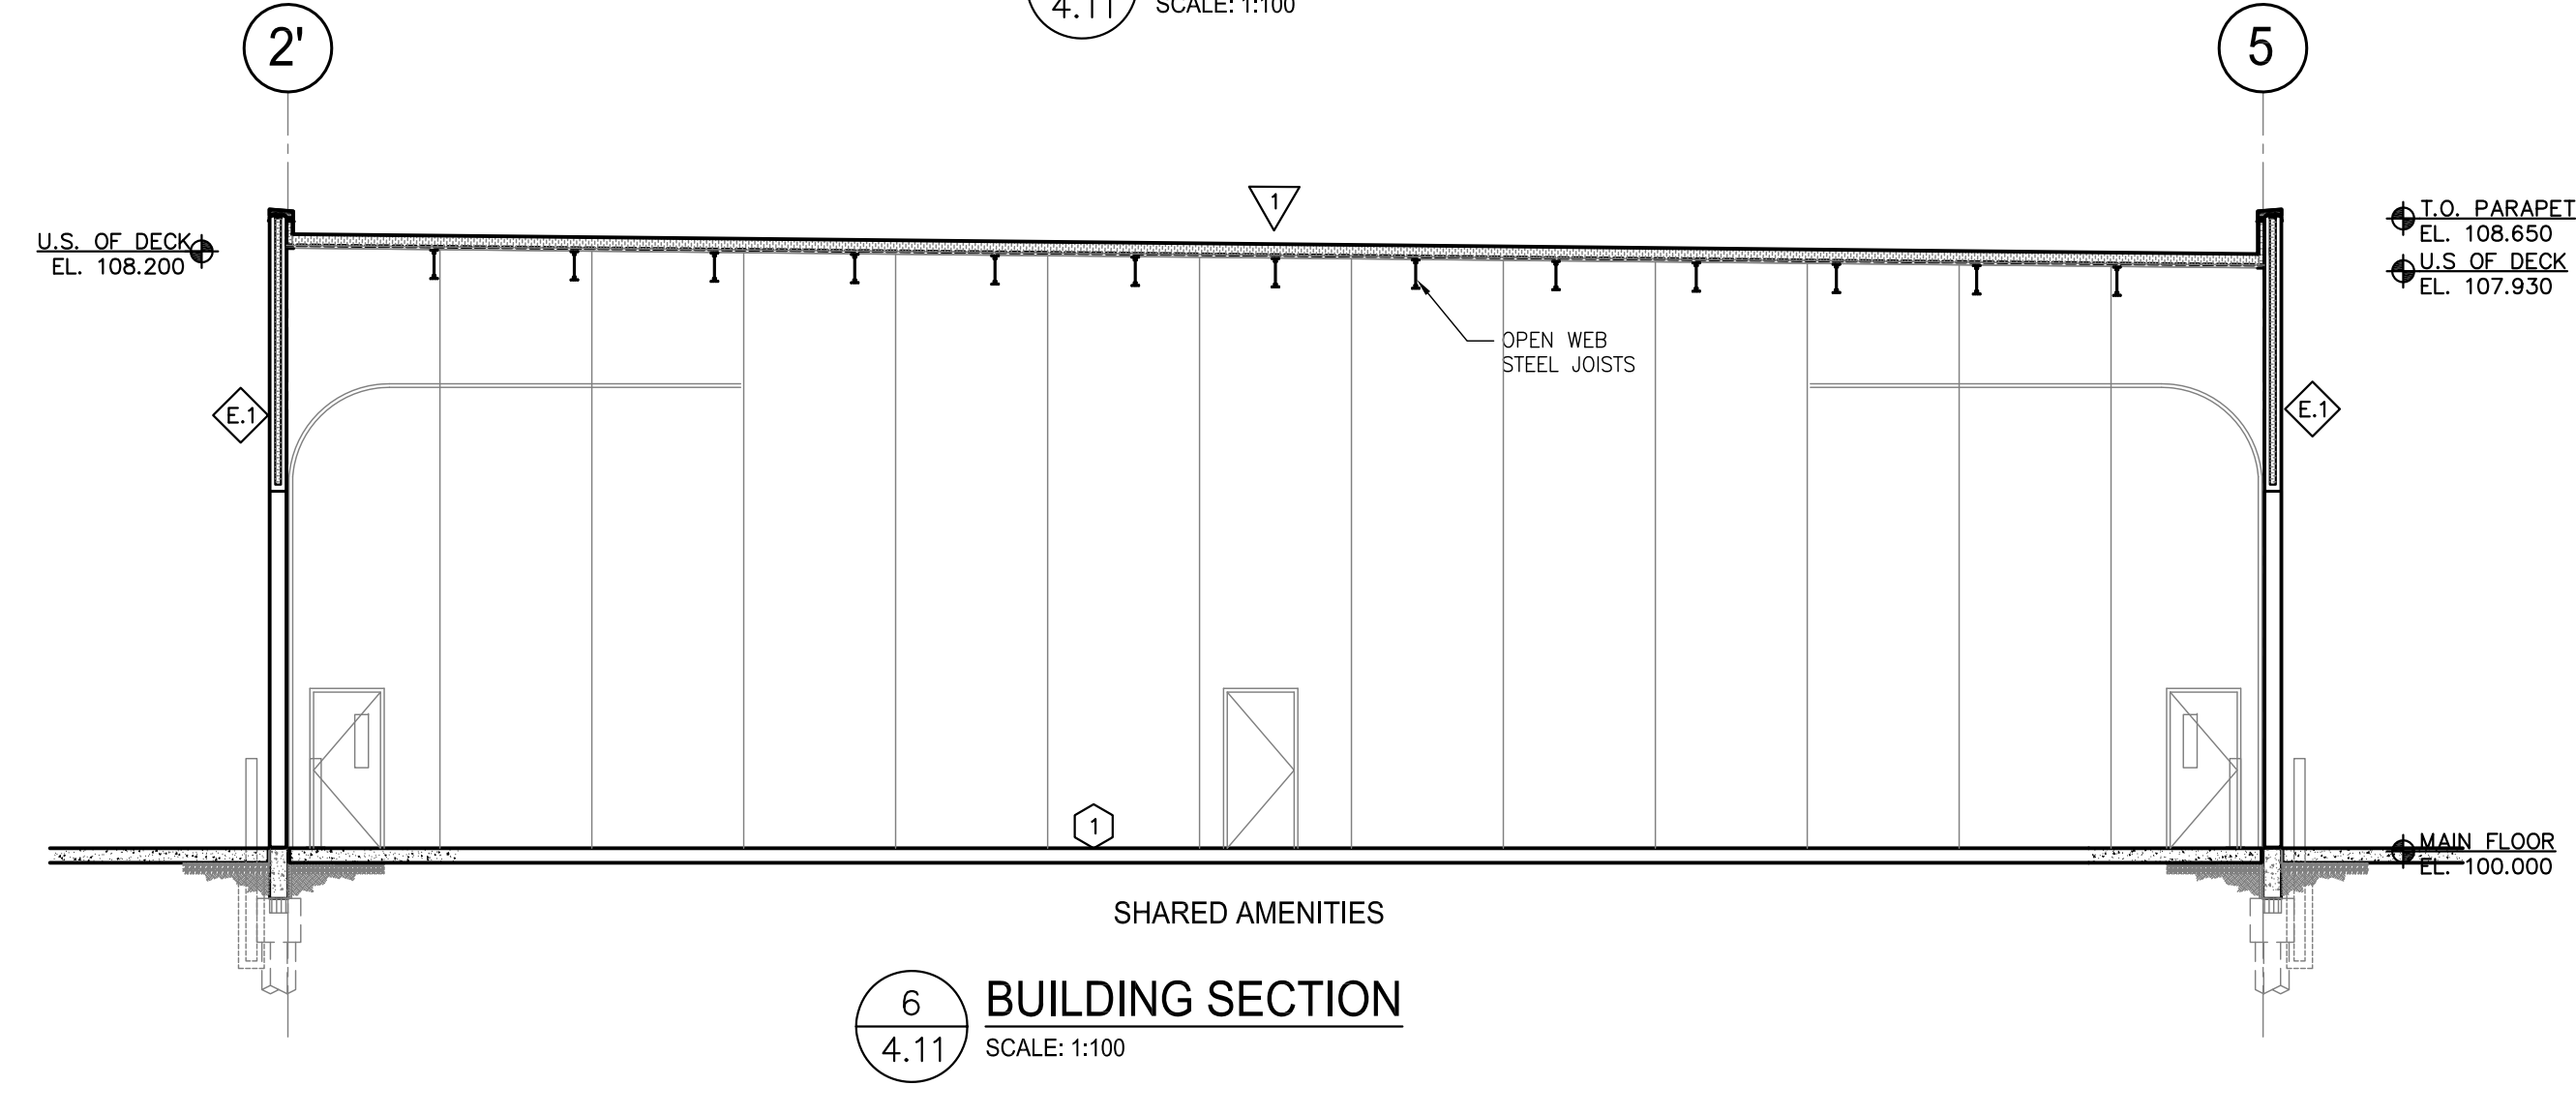 4.11
SCALE: 1:100
2'
5
1
U.S. OF DECK
EL. 108.200
T.O. PARAPET
EL. 108.650
U.S OF DECK
EL. 107.930
OPEN WEB
STEEL JOISTS
E.1
E.1
1
MAIN FLOOR
EL. 100.000
SHARED AMENITIES
6
4.11
BUILDING SECTION
SCALE: 1:100